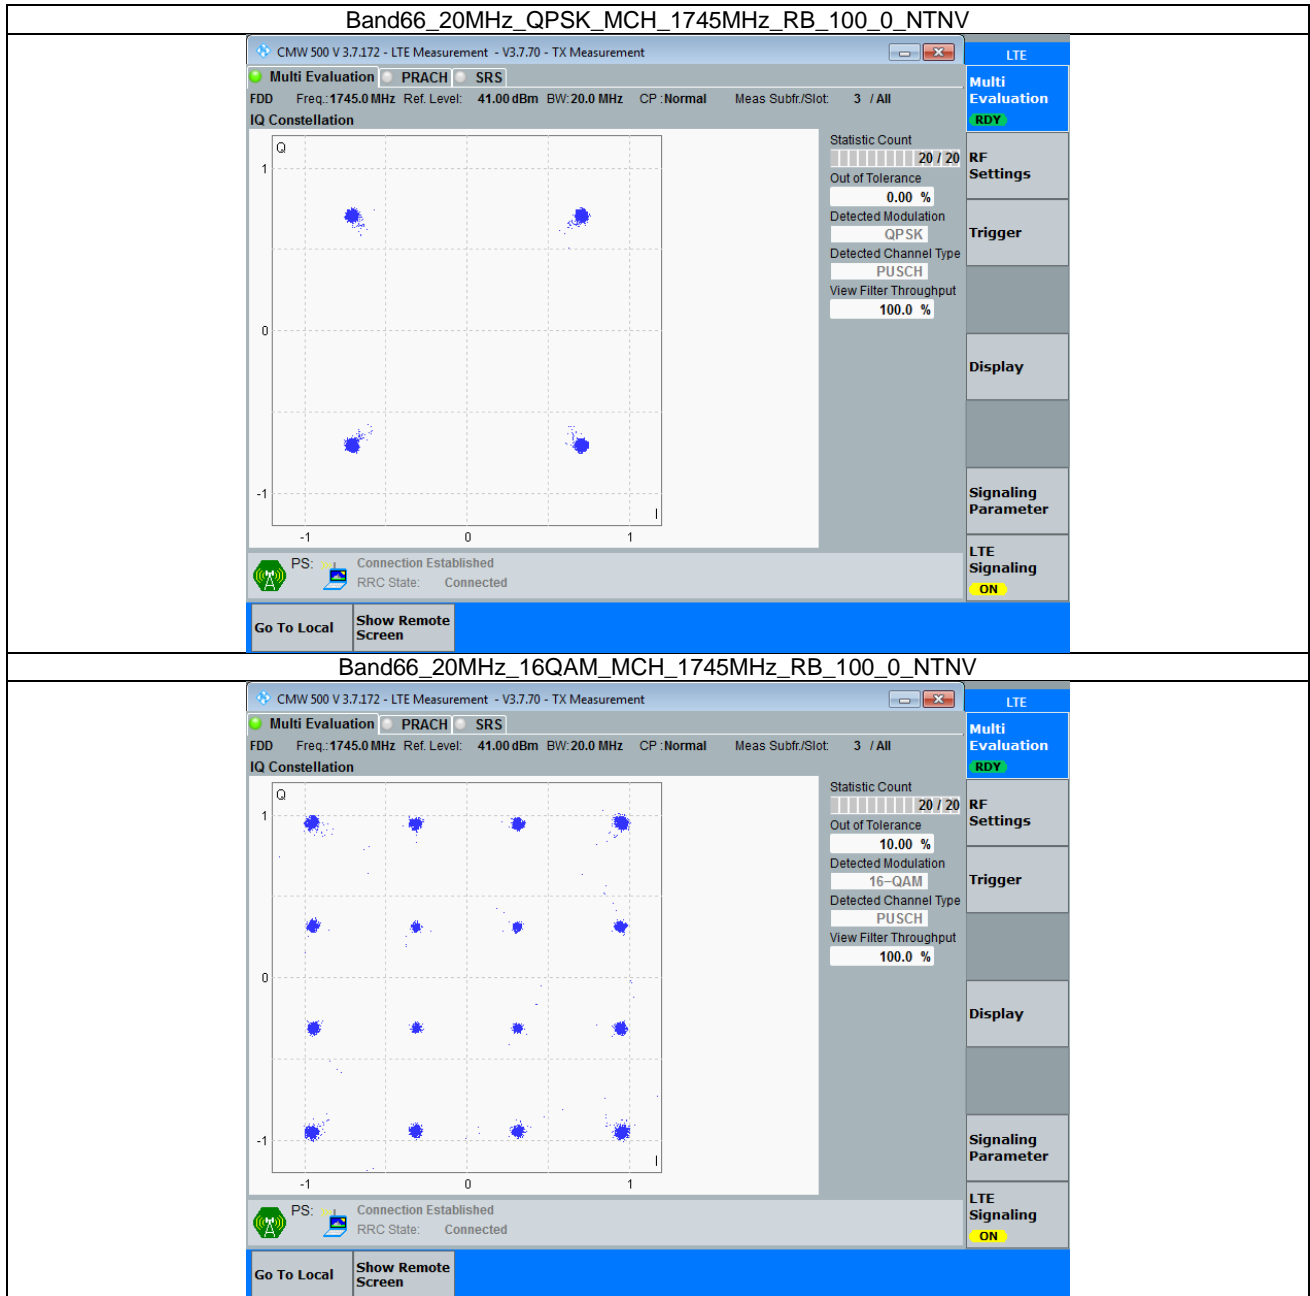 Band66_20MHz_QPSK_MCH_1745MHz_RB_100_0_NTNV
CMW 500 V 3.7.172 - LTE Measurement - V3.7.70 - TX Measurement
LTE
Multi Evaluation PRACH SRS
FDD Freq.:1745.0 MHz Ref. Level: 41.00 dBm BW:20.0 MHz CP :Normal Meas Subfr./Slot: 3 / All
IQ Constellation
Multi
Evaluation
RDY
Q
1
0
-1
I
-1 0 1
Statistic Count
20 / 20
Out of Tolerance
0.00 %
Detected Modulation
QPSK
Detected Channel Type
PUSCH
View Filter Throughput
100.0 %
RF
Settings
Trigger
Display
Signaling
Parameter
LTE
Signaling
ON
PS: Connection Established
RRC State: Connected
Go To Local
Show Remote
Screen
Band66_20MHz_16QAM_MCH_1745MHz_RB_100_0_NTNV
CMW 500 V 3.7.172 - LTE Measurement - V3.7.70 - TX Measurement
LTE
Multi Evaluation PRACH SRS
FDD Freq.:1745.0 MHz Ref. Level: 41.00 dBm BW:20.0 MHz CP :Normal Meas Subfr./Slot: 3 / All
IQ Constellation
Multi
Evaluation
RDY
Q
1
0
-1
I
-1 0 1
Statistic Count
20 / 20
Out of Tolerance
10.00 %
Detected Modulation
16-QAM
Detected Channel Type
PUSCH
View Filter Throughput
100.0 %
RF
Settings
Trigger
Display
Signaling
Parameter
LTE
Signaling
ON
PS: Connection Established
RRC State: Connected
Go To Local
Show Remote
Screen